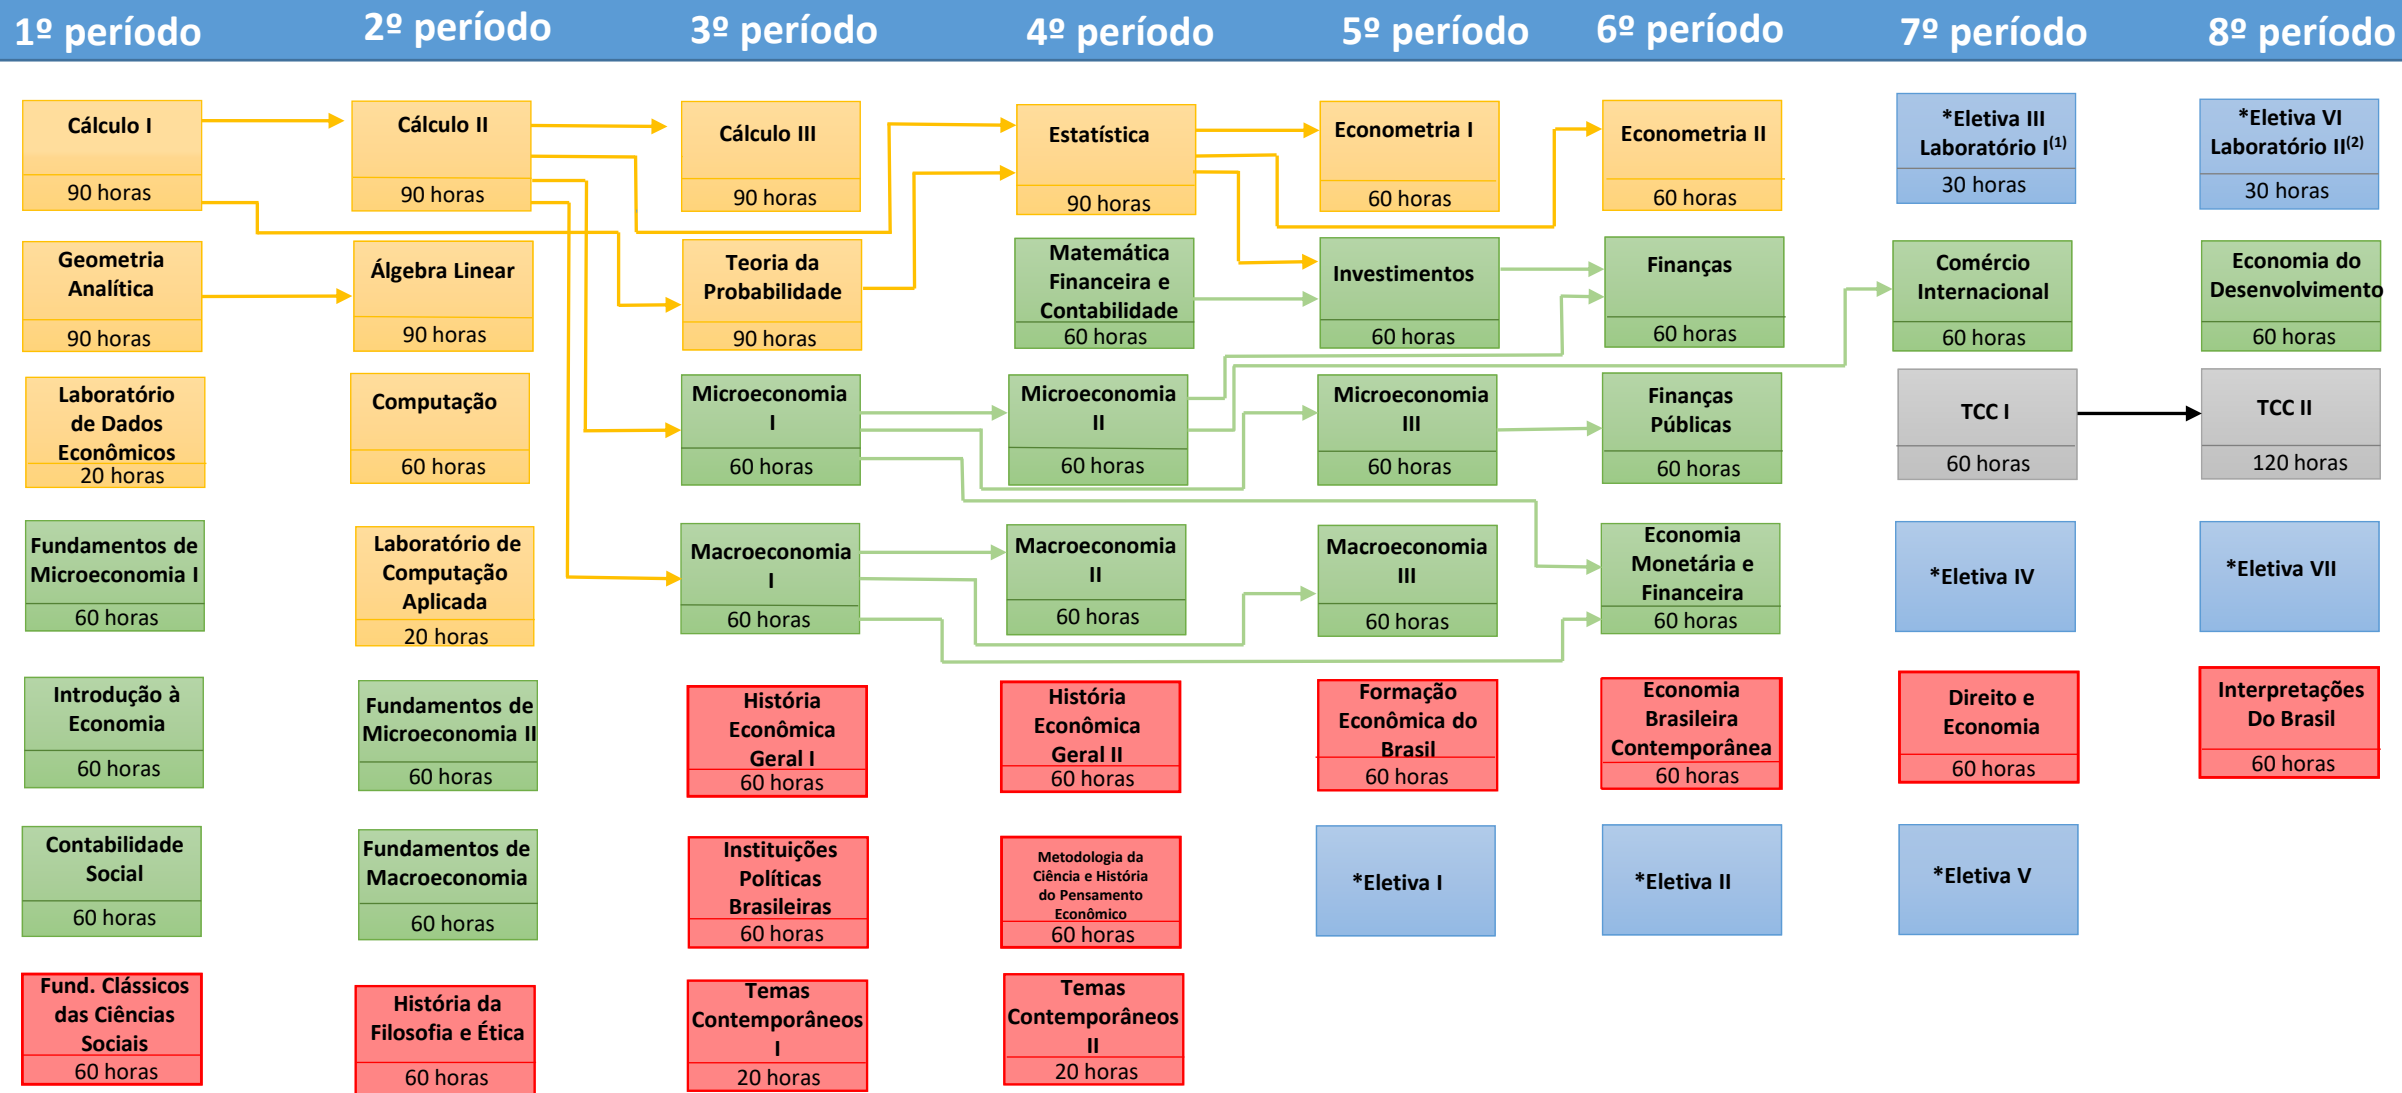 1º período
2º período
3º período
4º período
5º período
6º período
7º período
8º período
Cálculo I
90 horas
Geometria
Analítica
90 horas
Laboratório
de Dados
Econômicos
20 horas
Fundamentos de
Microeconomia I
60 horas
Introdução à
Economia
60 horas
Contabilidade
Social
60 horas
Fund. Clássicos
das Ciências
Sociais
60 horas
Cálculo II
90 horas
Álgebra Linear
90 horas
Computação
60 horas
Laboratório de
Computação
Aplicada
20 horas
Fundamentos de
Microeconomia II
60 horas
Fundamentos de
Macroeconomia
60 horas
História da
Filosofia e Ética
60 horas
Cálculo III
90 horas
Teoria da
Probabilidade
90 horas
Microeconomia
I
60 horas
Macroeconomia
I
60 horas
História
Econômica
Geral I
60 horas
Instituições
Políticas
Brasileiras
60 horas
Temas
Contemporâneos
I
20 horas
Estatística
90 horas
Matemática
Financeira e
Contabilidade
60 horas
Microeconomia
II
60 horas
Macroeconomia
II
60 horas
História
Econômica
Geral II
60 horas
Metodologia da
Ciência e História
do Pensamento
Econômico
60 horas
Temas
Contemporâneos
II
20 horas
Econometria I
60 horas
Investimentos
60 horas
Microeconomia
III
60 horas
Macroeconomia
III
60 horas
Formação
Econômica do
Brasil
60 horas
*Eletiva I
Econometria II
60 horas
Finanças
60 horas
Finanças
Públicas
60 horas
Economia
Monetária e
Financeira
60 horas
Economia
Brasileira
Contemporânea
60 horas
*Eletiva II
*Eletiva III
Laboratório I(1)
30 horas
Comércio
Internacional
60 horas
TCC I
60 horas
*Eletiva IV
Direito e
Economia
60 horas
*Eletiva V
*Eletiva VI
Laboratório II(2)
30 horas
Economia do
Desenvolvimento
60 horas
TCC II
120 horas
*Eletiva VII
Interpretações
Do Brasil
60 horas